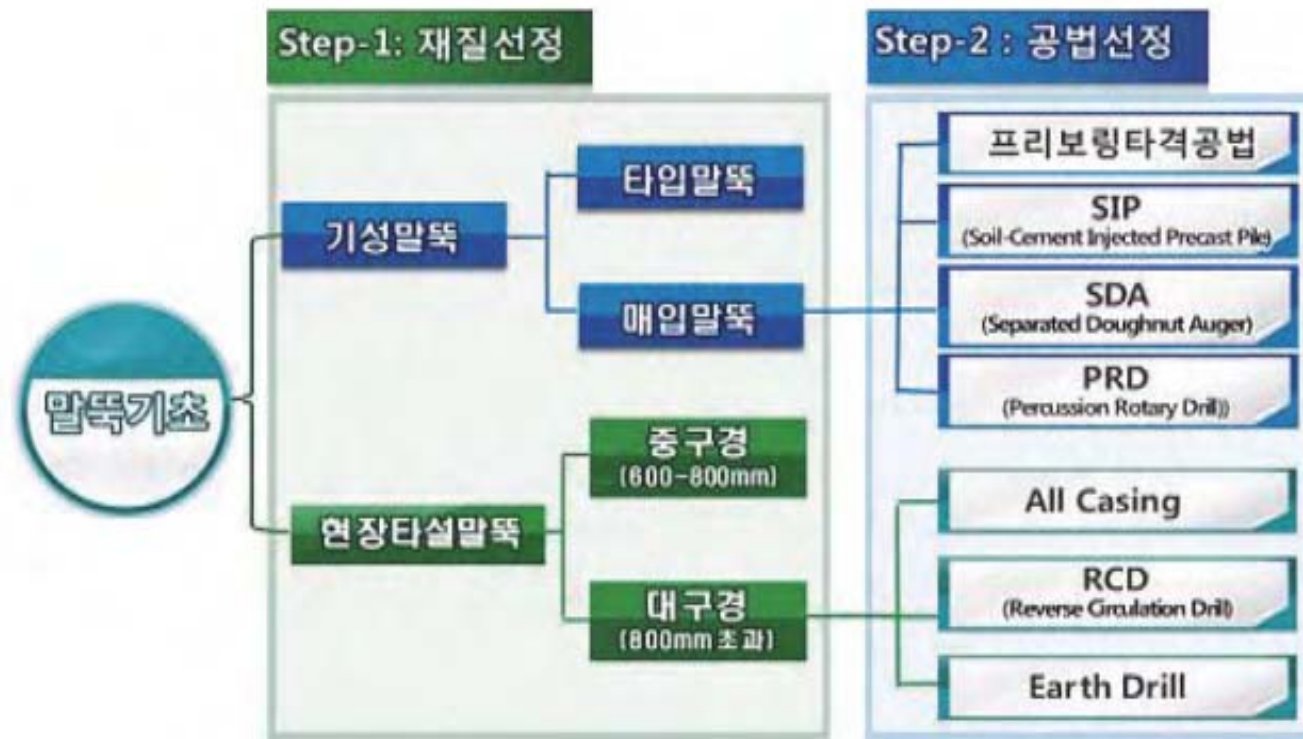 Step-1: 재질선정
Step-2 : 공법선정
말뚝기초
기성말뚝
타입말뚝
매입말뚝
현장타설말뚝
중구경
(600-800mm)
대구경
(800mm 초과)
프리보링타격공법
SIP
(Soil-Cement Injected Precast Pile)
SDA
(Separated Doughnut Auger)
PRD
(Percussion Rotary Drill))
All Casing
RCD
(Reverse Circulation Drill)
Earth Drill